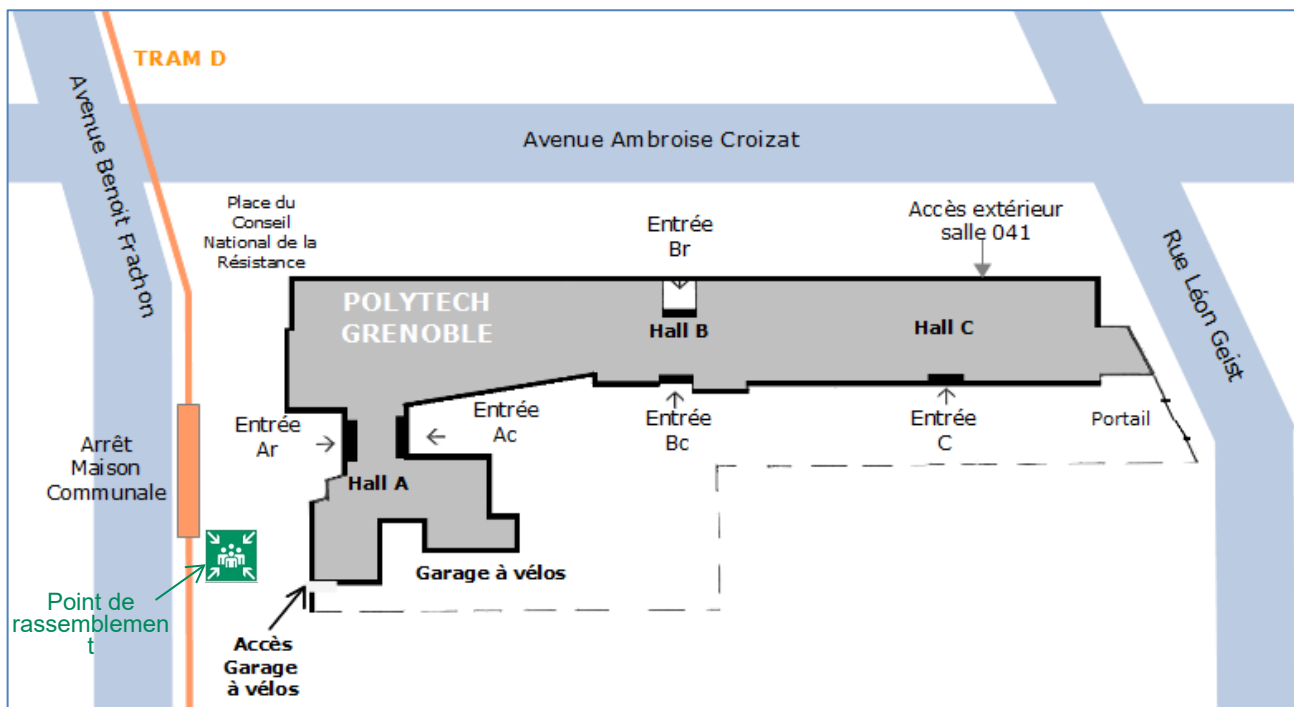 TRAM D
Avenue Benoit Frachon
Avenue Ambroise Croizat
Place du
Conseil
National de la
Résistance
Entrée
Br
Accès extérieur
salle 041
Rue Léon Geist
POLYTECH
GRENOBLE
Hall B
Hall C
Entrée
Ar
Entrée
Ac
Entrée
Bc
Entrée
C
Portail
Arrêt
Maison
Communale
Hall A
Garage à vélos
Point de
rassemblemen
t
Accès
Garage
à vélos